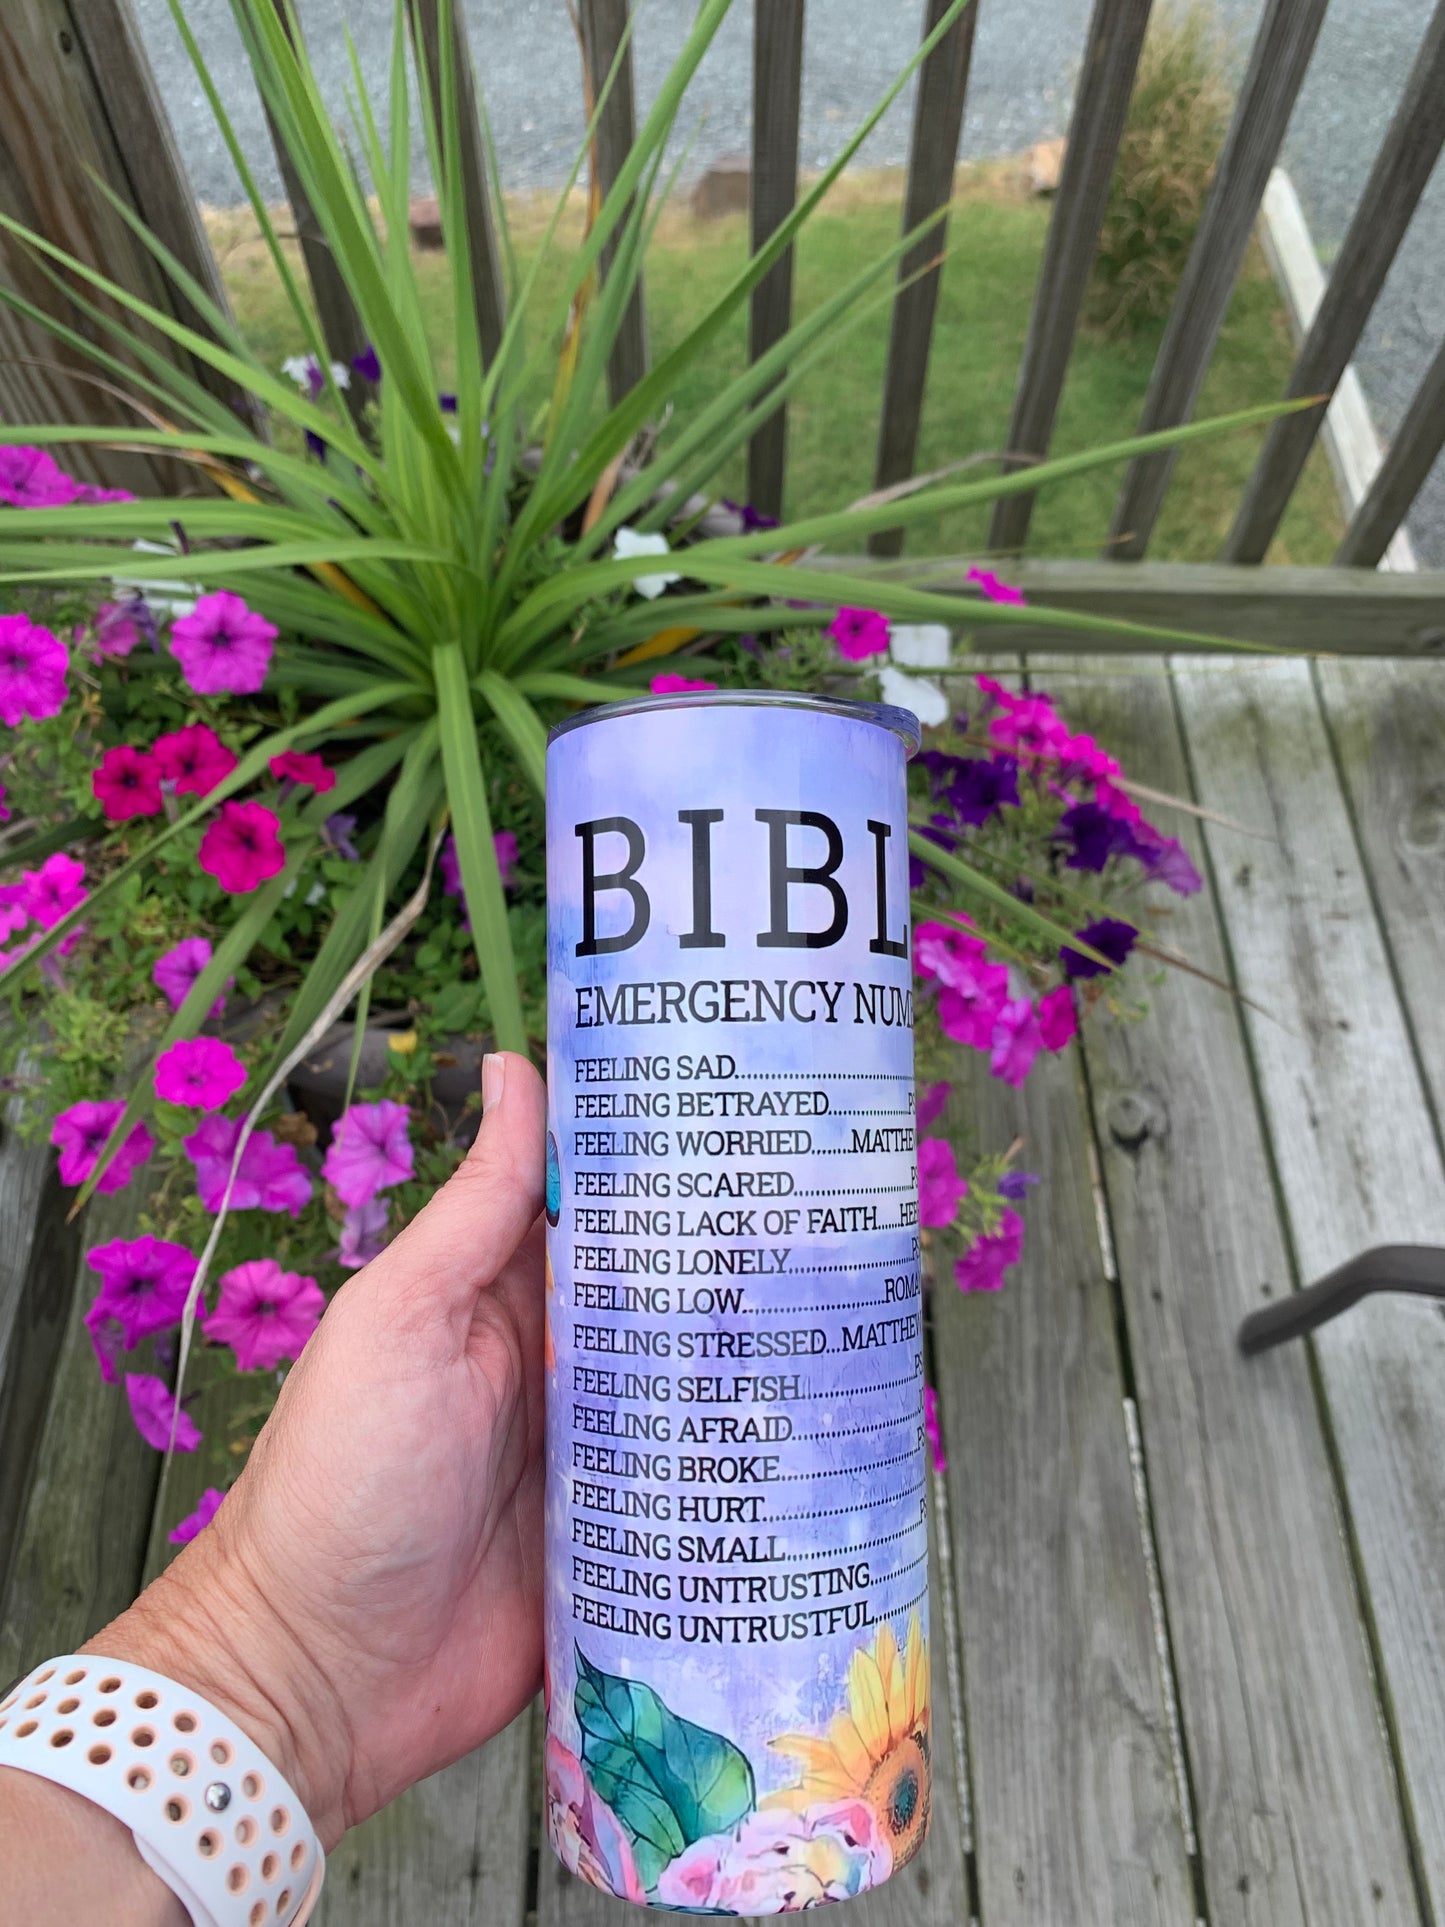 BIBL
EMERGENCY NUM
FEELING SAD
FEELING BETRAYED
FEELING WORRIED.......MATTHE
FEELING SCARED
FEELING LACK OF FAITH
FEELING LONELY
FEELING LOW
FEELING STRESSED...MATTHEW
FEELING SELFISH
FEELING AFRAID
FEELING BROKE
FEELING HURT
FEELING SMALL
FEELING UNTRUSTING
FEELING UNTRUSTFUL